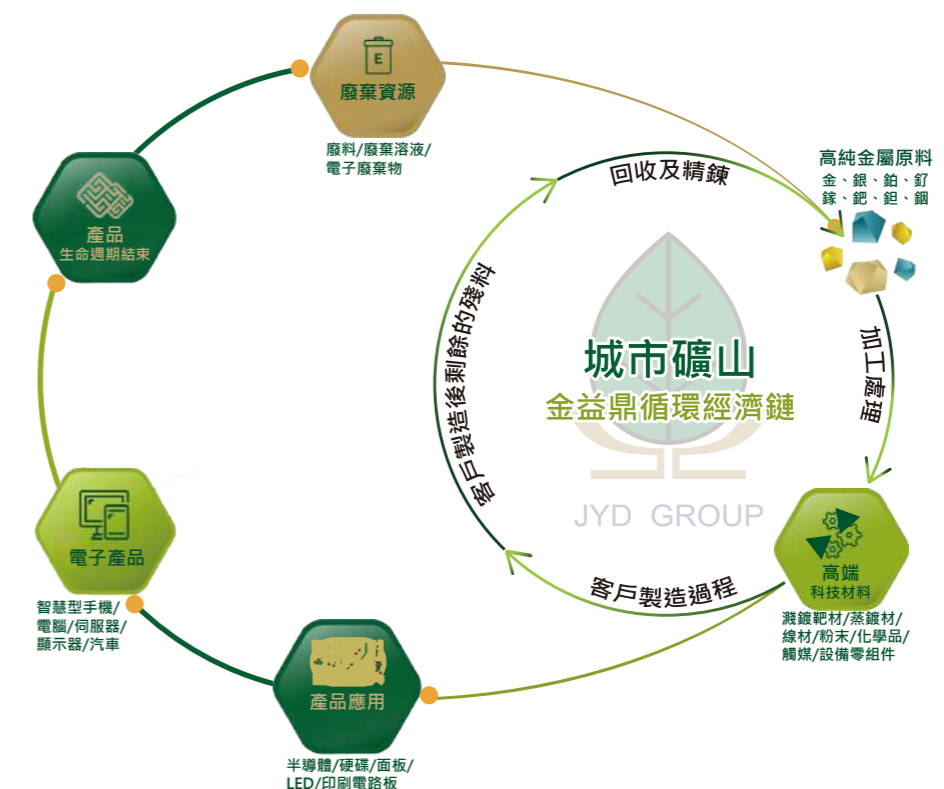 E
廢棄資源
廢料/廢棄溶液/
電子廢棄物
高純金屬原料
金、銀、鉑、釕
鎵、鈀、鉭、銦
回收及精鍊
產品
生命週期結束
客戶製造後剩餘的殘料
加工處理
城市礦山
金益鼎循環經濟鏈
JYD GROUP
電子產品
智慧型手機/
電腦/伺服器/
顯示器/汽車
高端
科技材料
濺鍍靶材/蒸鍍材/
線材/粉末/化學品/
觸媒/設備零組件
客戶製造過程
產品應用
半導體/硬碟/面板/
LED/印刷電路板